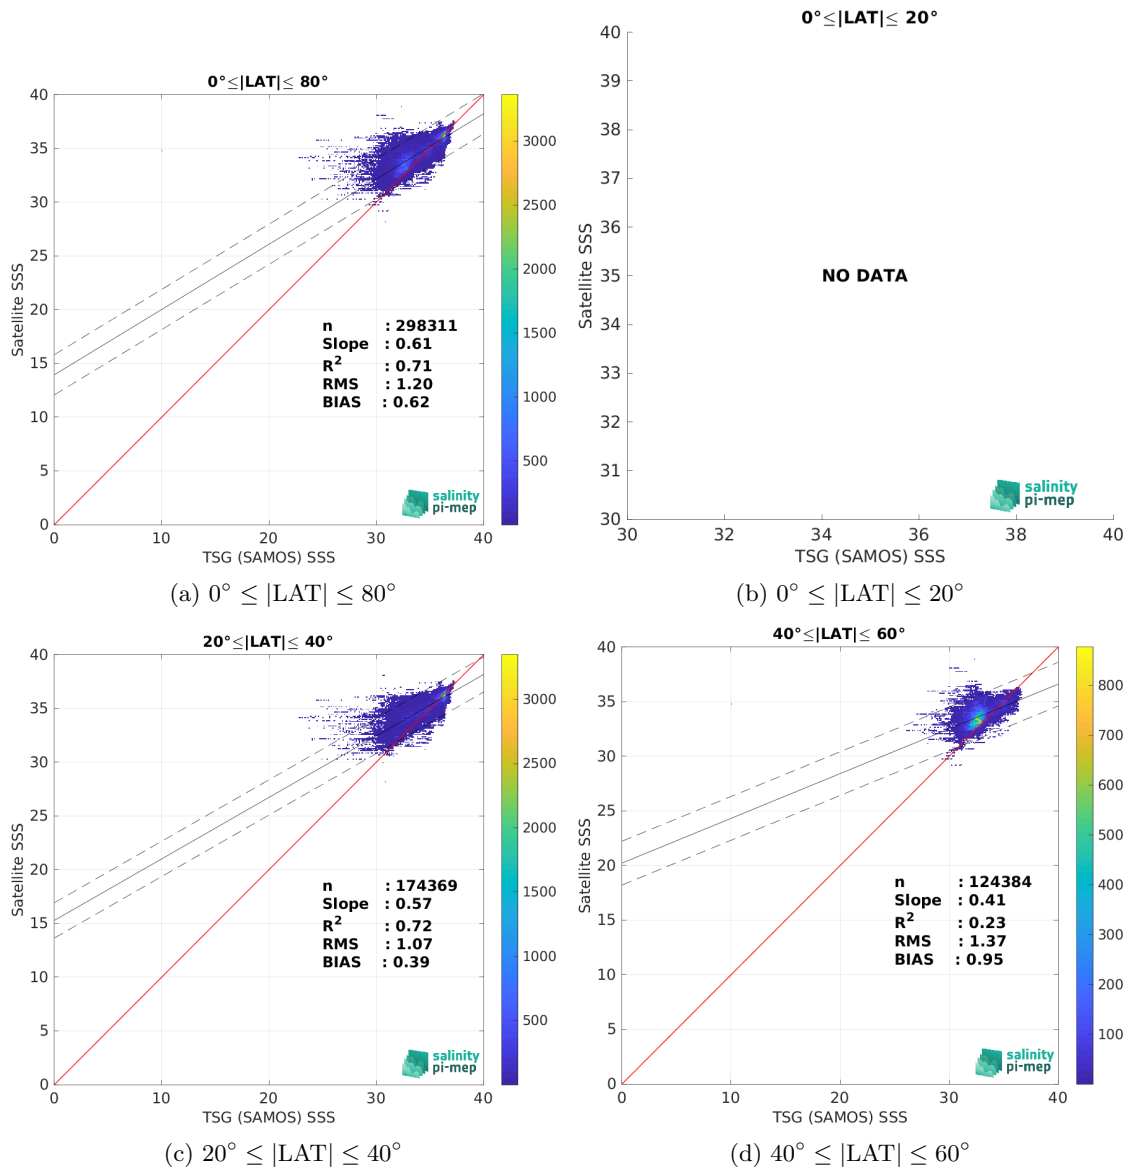 0°≤|LAT|≤ 80°
40
35
30
25
20
15
10
5
0
Satellite SSS
n : 298311
Slope : 0.61
R² : 0.71
RMS : 1.20
BIAS : 0.62
salinity
pi-mep
0 10 20 30 40
TSG (SAMOS) SSS
3000
2500
2000
1500
1000
500
(a) 0° ≤ |LAT| ≤ 80°
0°≤|LAT|≤ 20°
40
39
38
37
36
35
34
33
32
31
30
Satellite SSS
NO DATA
salinity
pi-mep
30 32 34 36 38 40
TSG (SAMOS) SSS
(b) 0° ≤ |LAT| ≤ 20°
20°≤|LAT|≤ 40°
40
35
30
25
20
15
10
5
0
Satellite SSS
n : 174369
Slope : 0.57
R² : 0.72
RMS : 1.07
BIAS : 0.39
salinity
pi-mep
0 10 20 30 40
TSG (SAMOS) SSS
3000
2500
2000
1500
1000
500
(c) 20° ≤ |LAT| ≤ 40°
40°≤|LAT|≤ 60°
40
35
30
25
20
15
10
5
0
Satellite SSS
n : 124384
Slope : 0.41
R² : 0.23
RMS : 1.37
BIAS : 0.95
salinity
pi-mep
0 10 20 30 40
TSG (SAMOS) SSS
800
700
600
500
400
300
200
100
(d) 40° ≤ |LAT| ≤ 60°